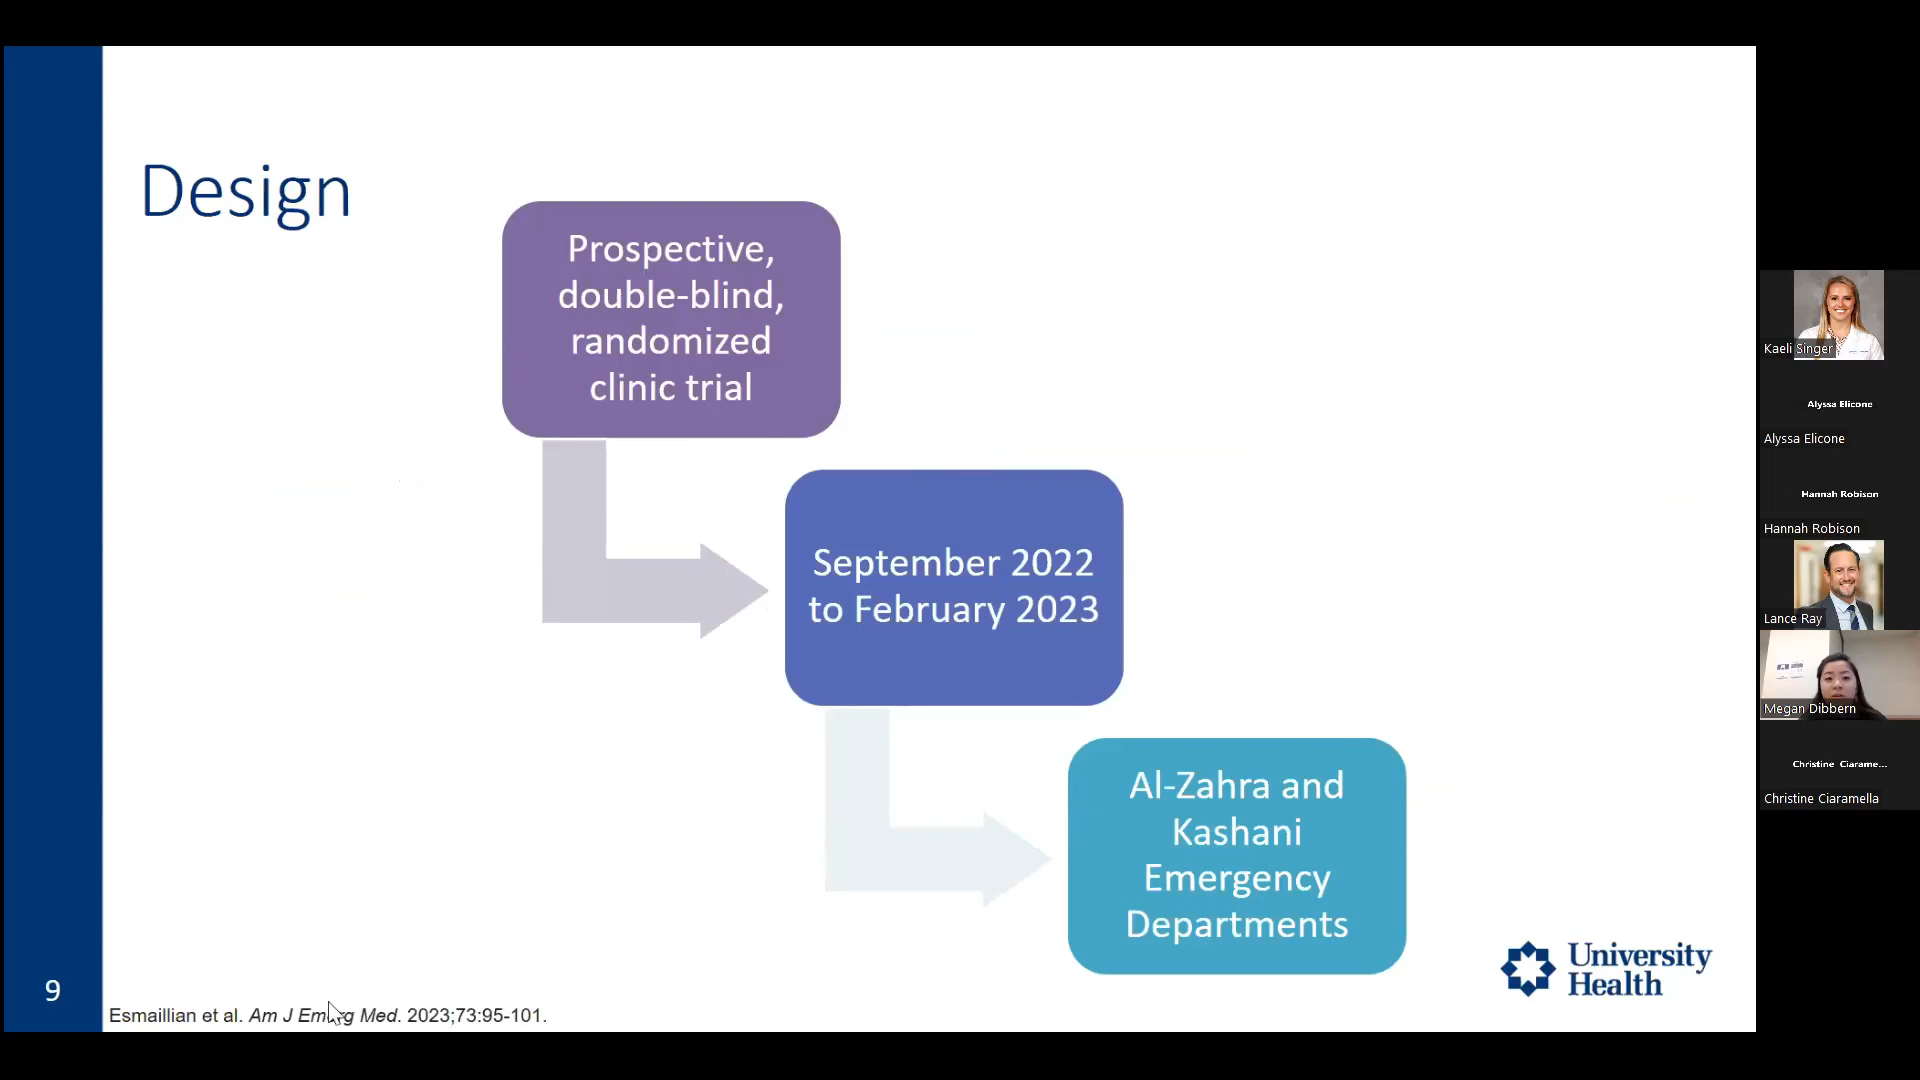 Design
Prospective,
double-blind,
randomized
clinic trial
September 2022
to February 2023
Al-Zahra and
Kashani
Emergency
Departments
University
Health
9
Esmaillian et al. Am J Emerg Med. 2023;73:95-101.
Kaeli Singer
Alyssa Elicone
Alyssa Elicone
Hannah Robison
Hannah Robison
Lance Ray
Megan Dibbern
Christine Ciarame...
Christine Ciaramella